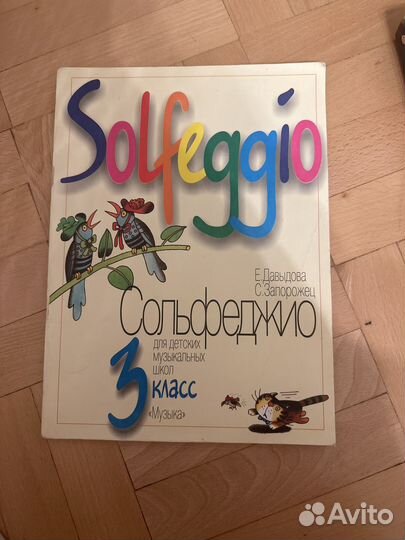 Solfeggio
Е. Давыдова
С. Запорожец
Сольфеджио
для детских
музыкальных
школ
3 класс
«Музыка»
Avito